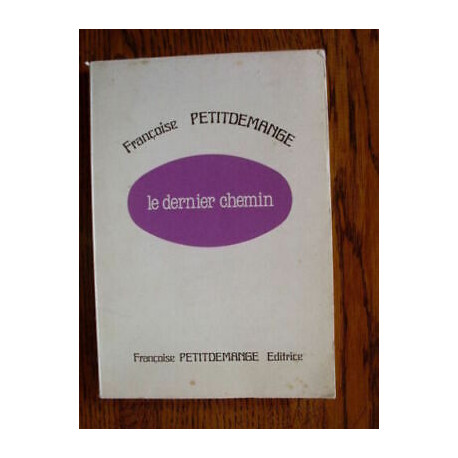 Françoise PETITDEMANGE
le dernier chemin
Françoise PETITDEMANGE Editrice